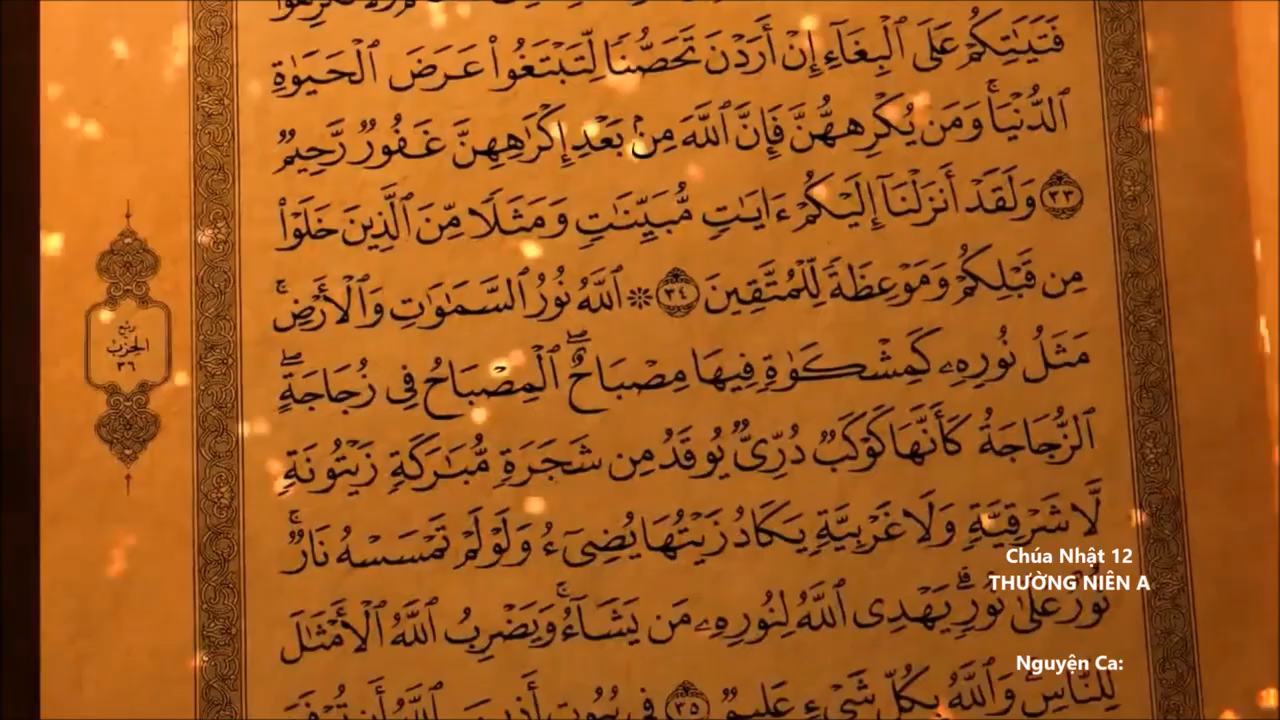 فَتَيَٰتِكُمْ عَلَى ٱلْبِغَآءِ إِنْ أَرَدْنَ تَحَصُّنًا لِّتَبْتَغُوا۟ عَرَضَ ٱلْحَيَوٰةِ
ٱلدُّنْيَا ۚ وَمَن يُكْرِههُّنَّ فَإِنَّ ٱللَّهَ مِنۢ بَعْدِ إِكْرَٰهِهِنَّ غَفُورٌ رَّحِيمٌ
٣٣ وَلَقَدْ أَنزَلْنَآ إِلَيْكُمْ ءَايَٰتٍ مُّبَيِّنَٰتٍ وَمَثَلًا مِّنَ ٱلَّذِينَ خَلَوْا۟
مِن قَبْلِكُمْ وَمَوْعِظَةً لِّلْمُتَّقِينَ ٣٤ ۞ ٱللَّهُ نُورُ ٱلسَّمَٰوَٰتِ وَٱلْأَرْضِ ۚ
مَثَلُ نُورِهِۦ كَمِشْكَوٰةٍ فِيهَا مِصْبَاحٌ ۖ ٱلْمِصْبَاحُ فِى زُجَاجَةٍ ۖ
ٱلزُّجَاجَةُ كَأَنَّهَا كَوْكَبٌ دُرِّىٌّ يُوقَدُ مِن شَجَرَةٍ مُّبَٰرَكَةٍ زَيْتُونَةٍ
لَّا شَرْقِيَّةٍ وَلَا غَرْبِيَّةٍ يَكَادُ زَيْتُهَا يُضِىٓءُ وَلَوْ لَمْ تَمْسَسْهُ نَارٌ ۚ
نُّورٌ عَلَىٰ نُورٍ ۗ يَهْدِى ٱللَّهُ لِنُورِهِۦ مَن يَشَآءُ ۚ وَيَضْرِبُ ٱللَّهُ ٱلْأَمْثَٰلَ
لِلنَّاسِ ۗ وَٱللَّهُ بِكُلِّ شَىْءٍ عَلِيمٌ ٣٥ فِى بُيُوتٍ أَذِنَ ٱللَّهُ أَن تُرْفَعَ
ربع
الحزب
٣٦
Chúa Nhật 12
THƯỜNG NIÊN A
Nguyện Ca: